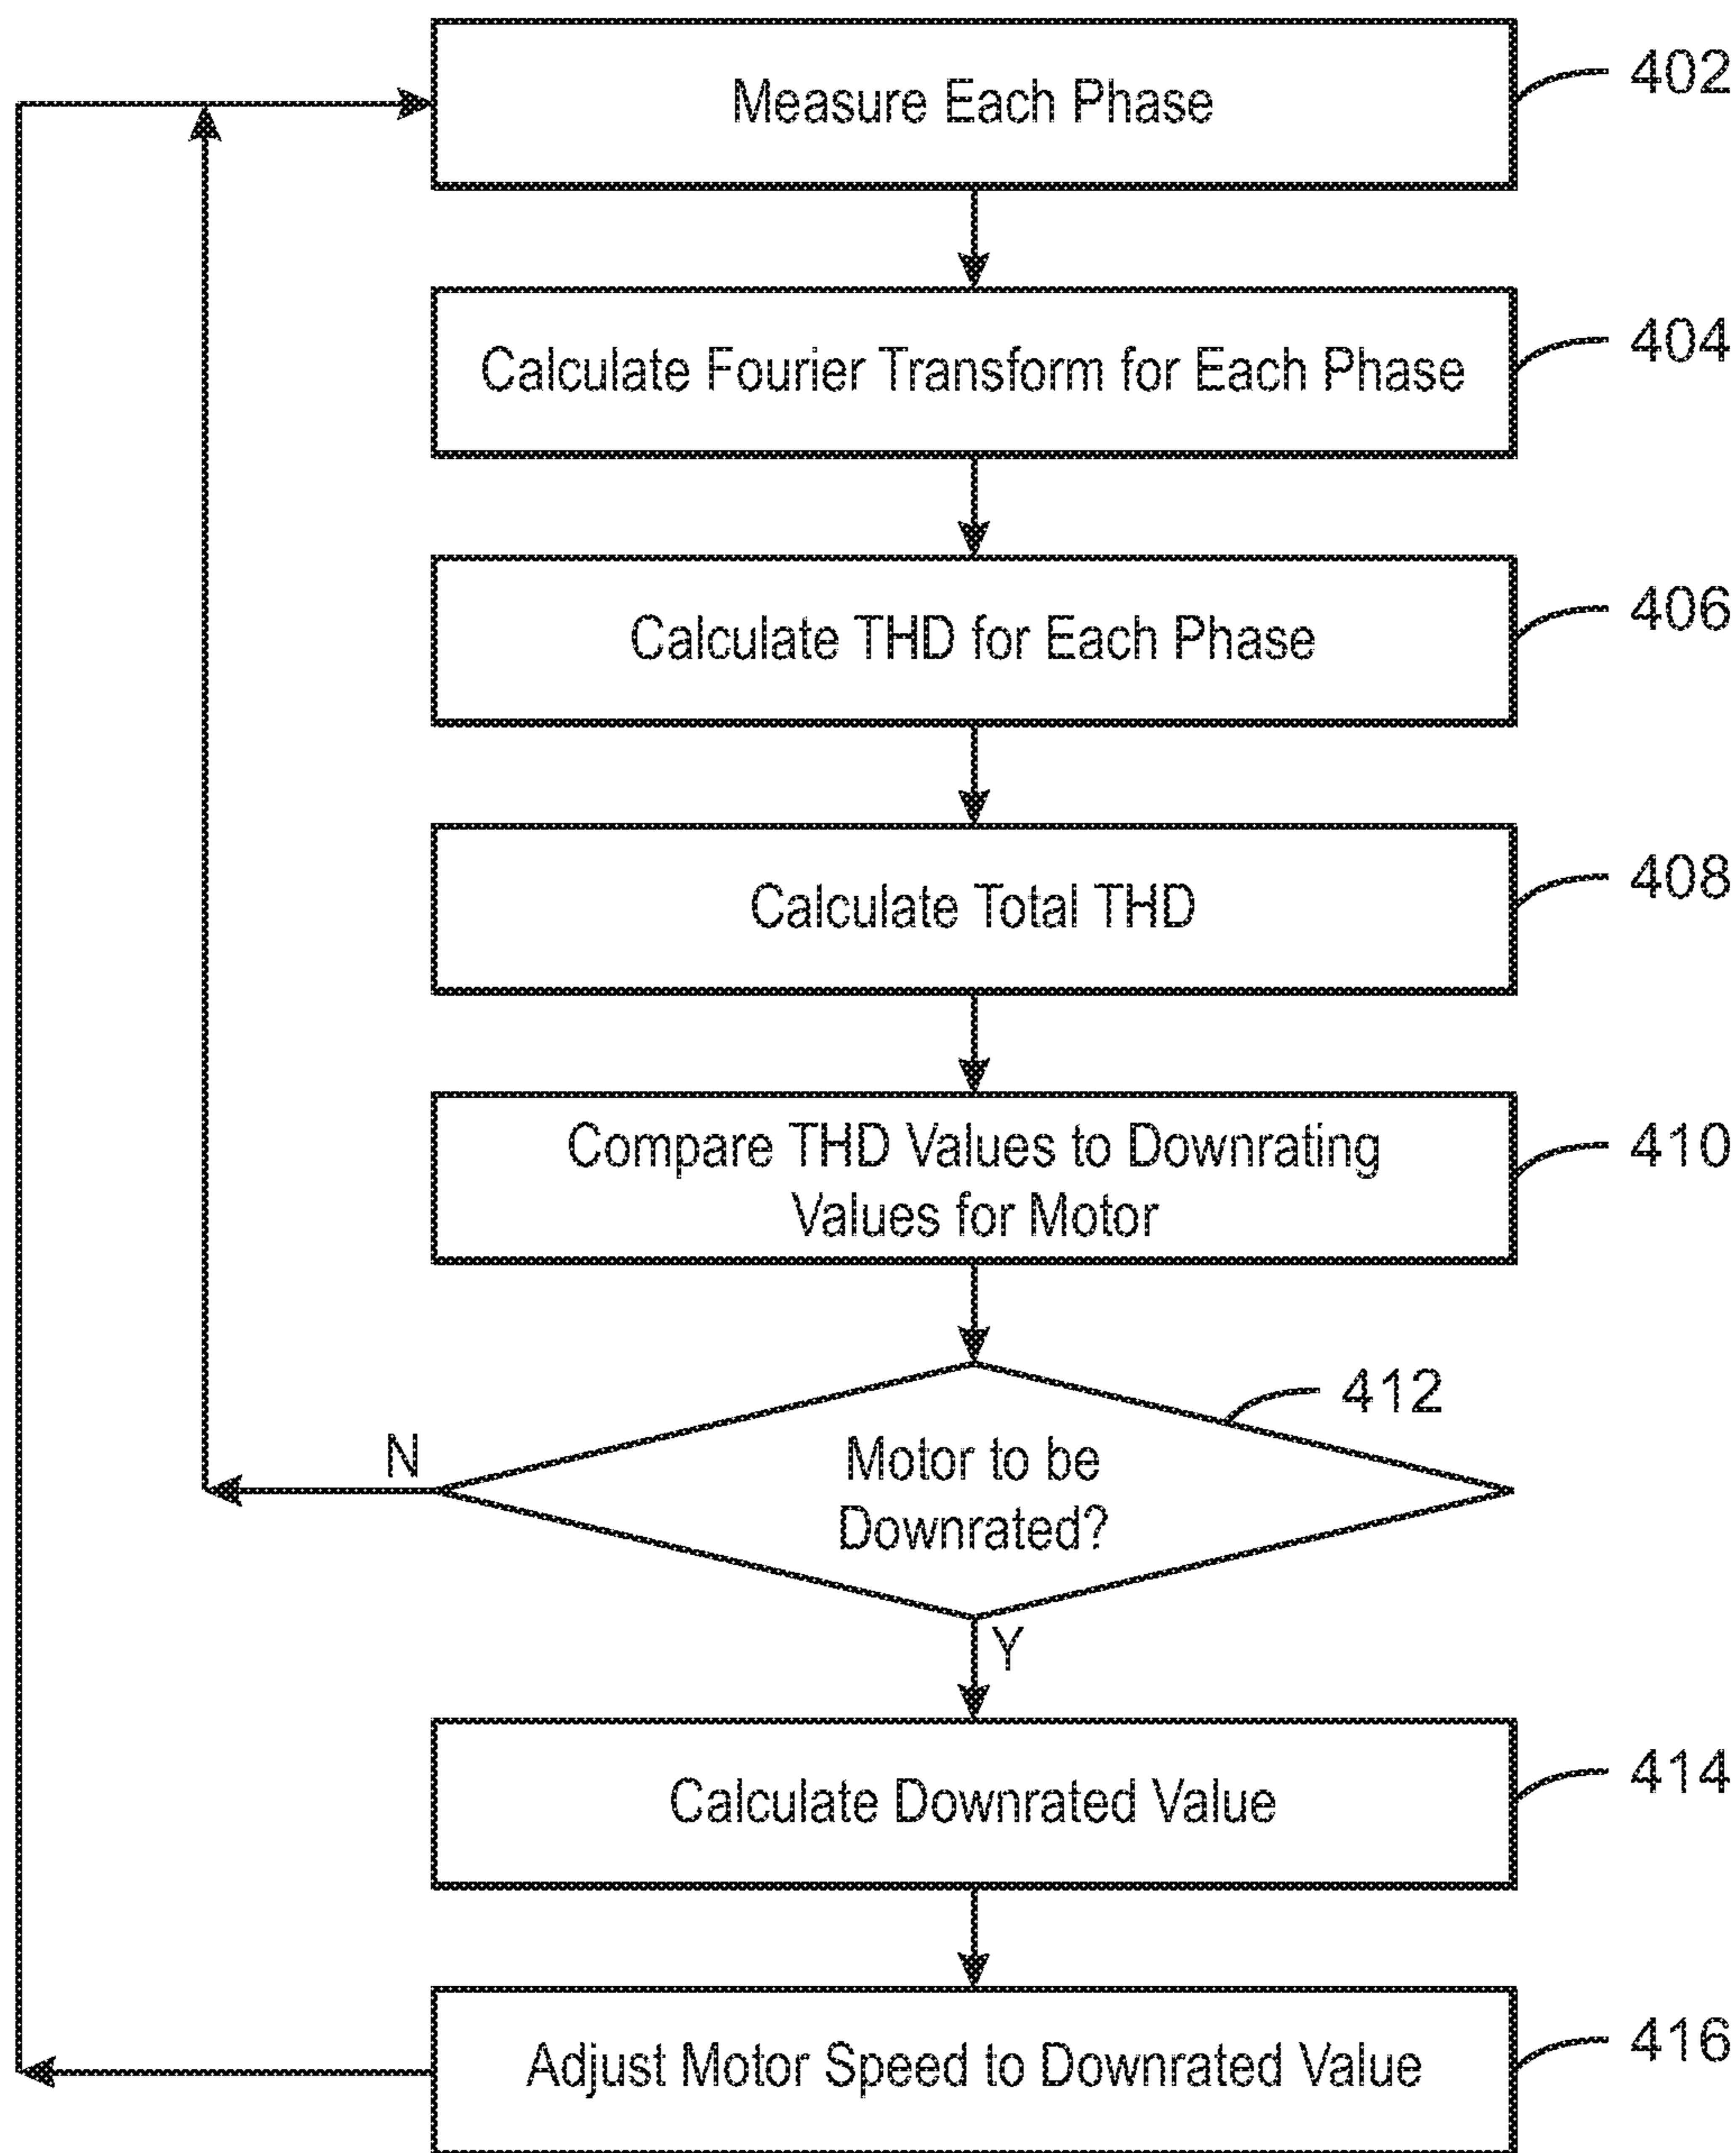 Measure Each Phase
402
Calculate Fourier Transform for Each Phase
404
Calculate THD for Each Phase
406
Calculate Total THD
408
Compare THD Values to Downrating
Values for Motor
410
412
Motor to be
Downrated?
N
Y
Calculate Downrated Value
414
Adjust Motor Speed to Downrated Value
416